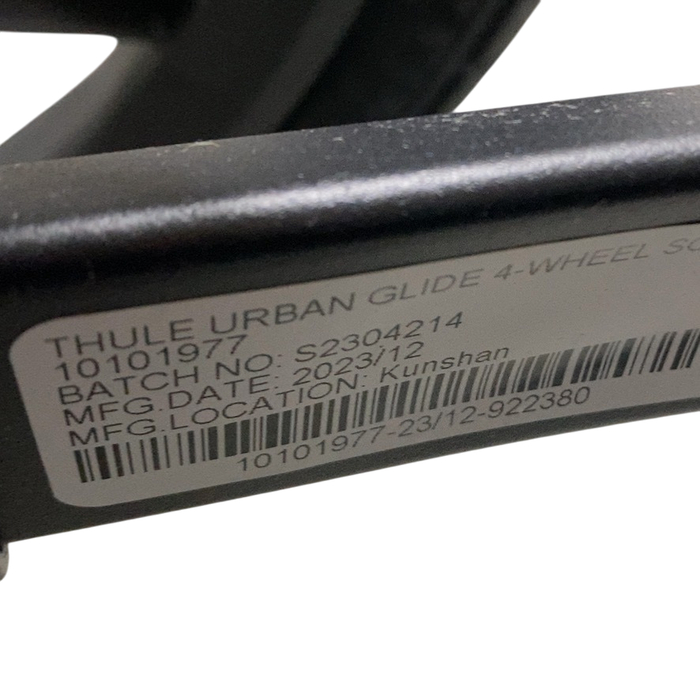 THULE URBAN GLIDE 4-WHEEL
10101977
BATCH NO: S2304214
MFG.DATE: 2023/12
MFG.LOCATION: Kunshan
10101977-23/12-922380